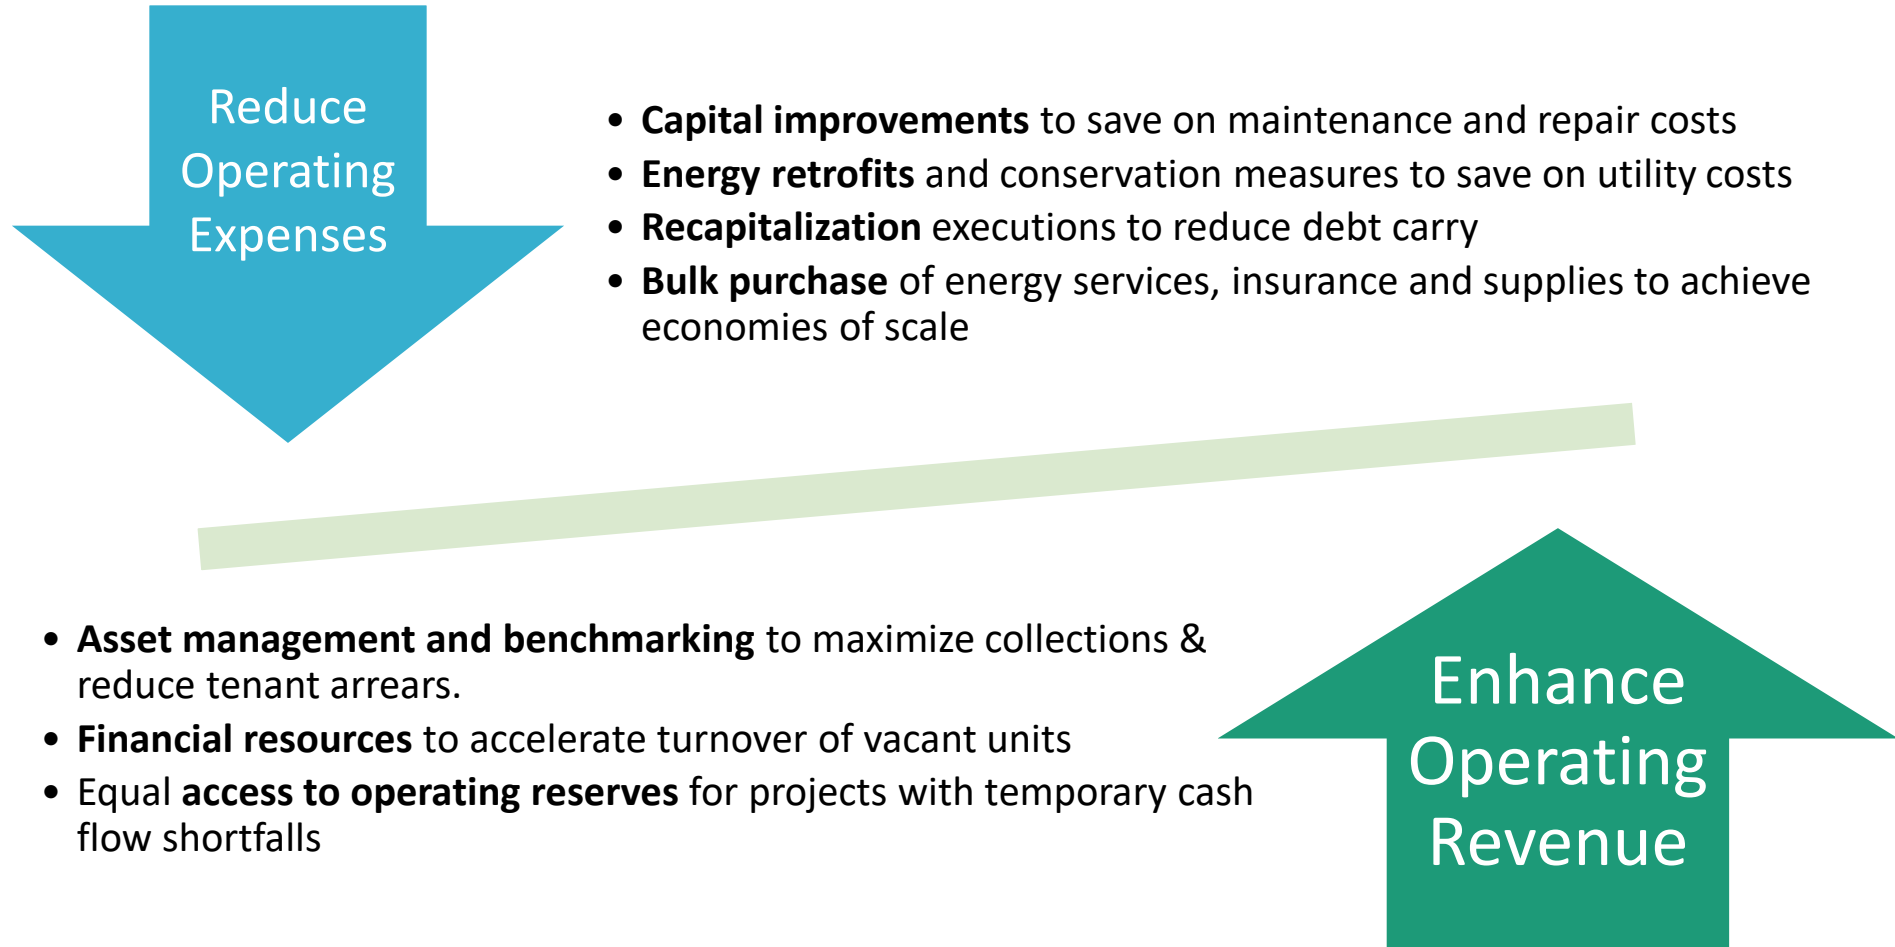 Reduce
Operating
Expenses
• Capital improvements to save on maintenance and repair costs
• Energy retrofits and conservation measures to save on utility costs
• Recapitalization executions to reduce debt carry
• Bulk purchase of energy services, insurance and supplies to achieve
economies of scale
• Asset management and benchmarking to maximize collections &
reduce tenant arrears.
• Financial resources to accelerate turnover of vacant units
• Equal access to operating reserves for projects with temporary cash
flow shortfalls
Enhance
Operating
Revenue